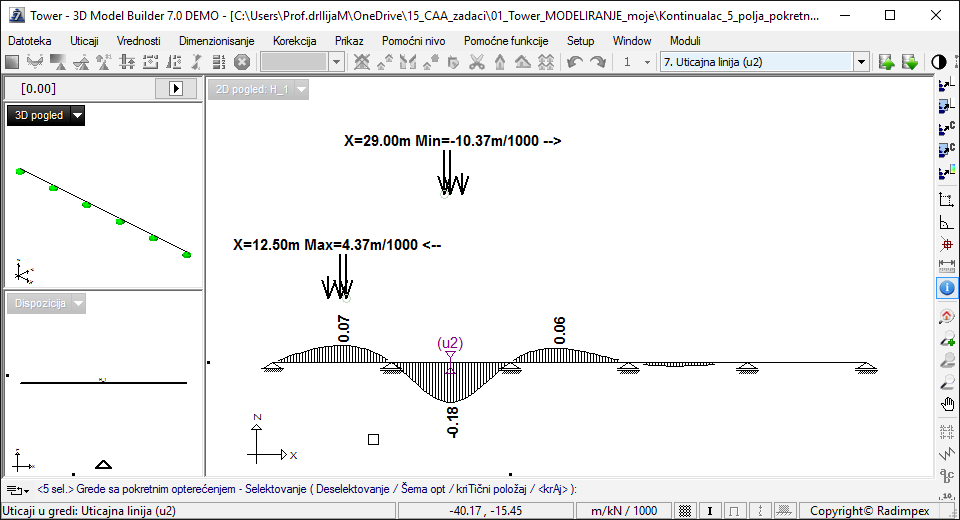 Tower - 3D Model Builder 7.0 DEMO - [C:\Users\Prof.drIlijaM\OneDrive\15_CAA_zadaci\01_Tower_MODELIRANJE_moje\Kontinualac_5_polja_pokretn...
Datoteka Uticaji Vrednosti Dimenzionisanje Korekcija Prikaz Pomoćni nivo Pomoćne funkcije Setup Window Moduli
1 7. Uticajna linija (u2)
[0.00]
2D pogled: H_1
3D pogled
X=29.00m Min=-10.37m/1000 -->
X=12.50m Max=4.37m/1000 <--
Dispozicija
0.07
(u2)
0.06
-0.18
Z
X
<5 sel.> Grede sa pokretnim opterećenjem - Selektovanje ( Deselektovanje / Šema opt / kriTični položaj / <krAj> ):
Uticaji u gredi: Uticajna linija (u2) -40.17 , -15.45 m/kN / 1000 Copyright© Radimpex